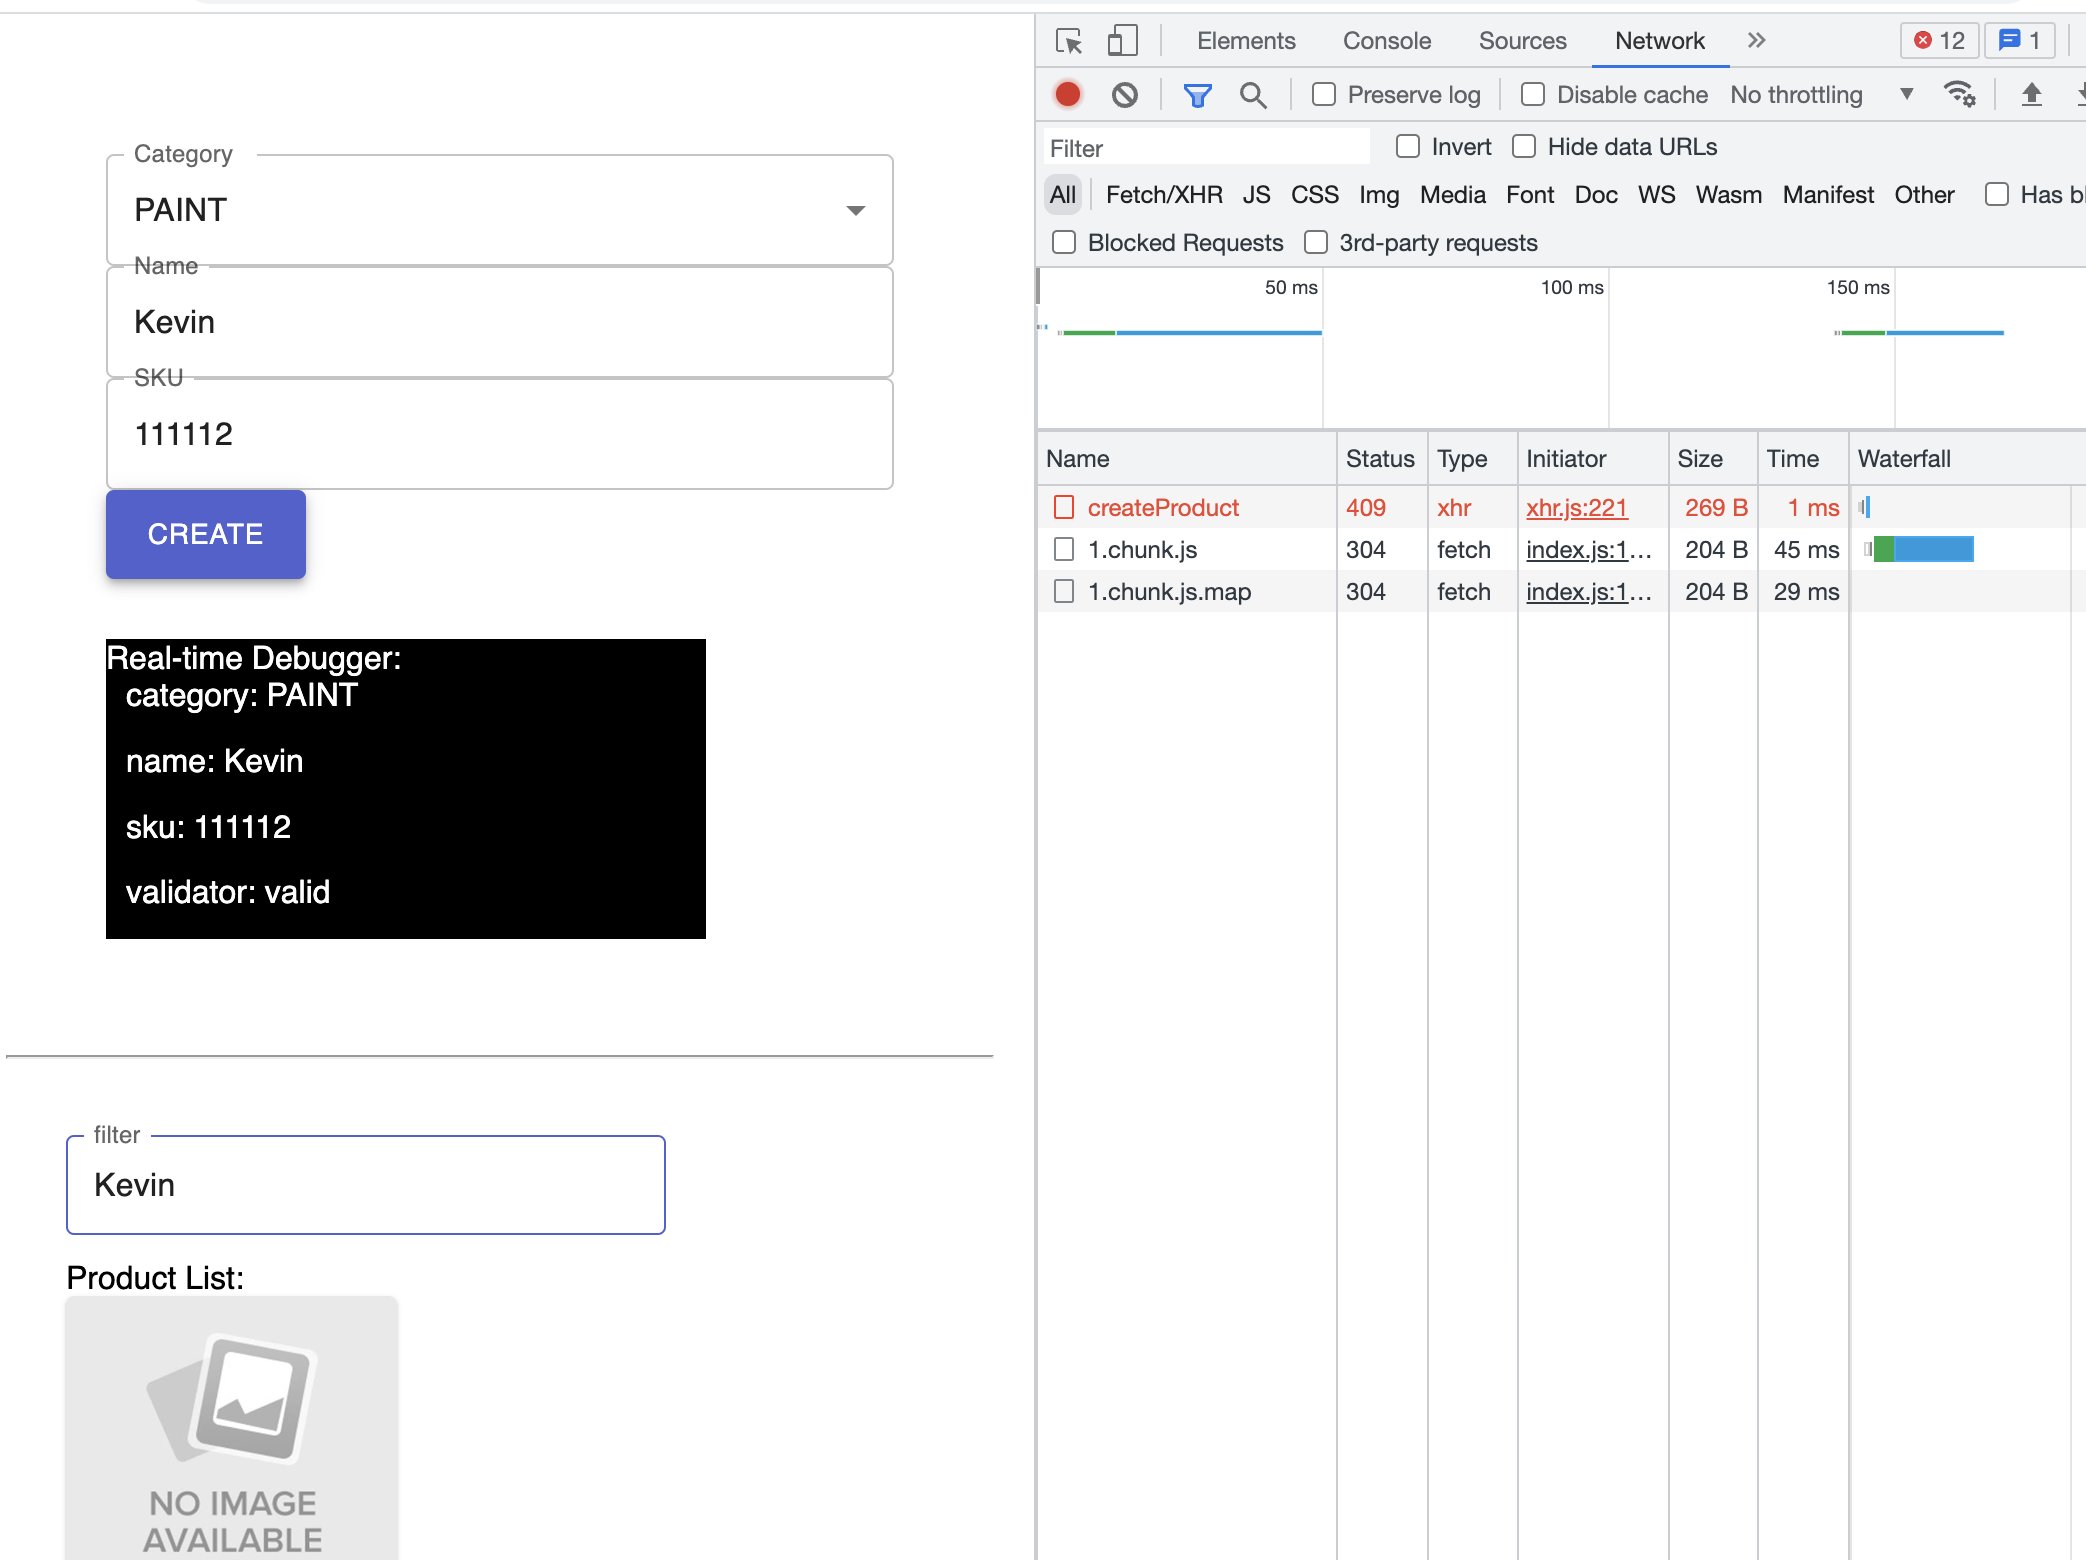 Category
PAINT
Name
Kevin
SKU
111112
CREATE
Real-time Debugger:
category: PAINT
name: Kevin
sku: 111112
validator: valid
filter
Kevin
Product List:
NO IMAGE
AVAILABLE
Elements Console Sources Network 12 1
Preserve log Disable cache No throttling
Filter Invert Hide data URLs
All Fetch/XHR JS CSS Img Media Font Doc WS Wasm Manifest Other Has bl
Blocked Requests 3rd-party requests
50 ms 100 ms 150 ms
Name Status Type Initiator Size Time Waterfall
createProduct 409 xhr xhr.js:221 269 B 1 ms
1.chunk.js 304 fetch index.js:1... 204 B 45 ms
1.chunk.js.map 304 fetch index.js:1... 204 B 29 ms